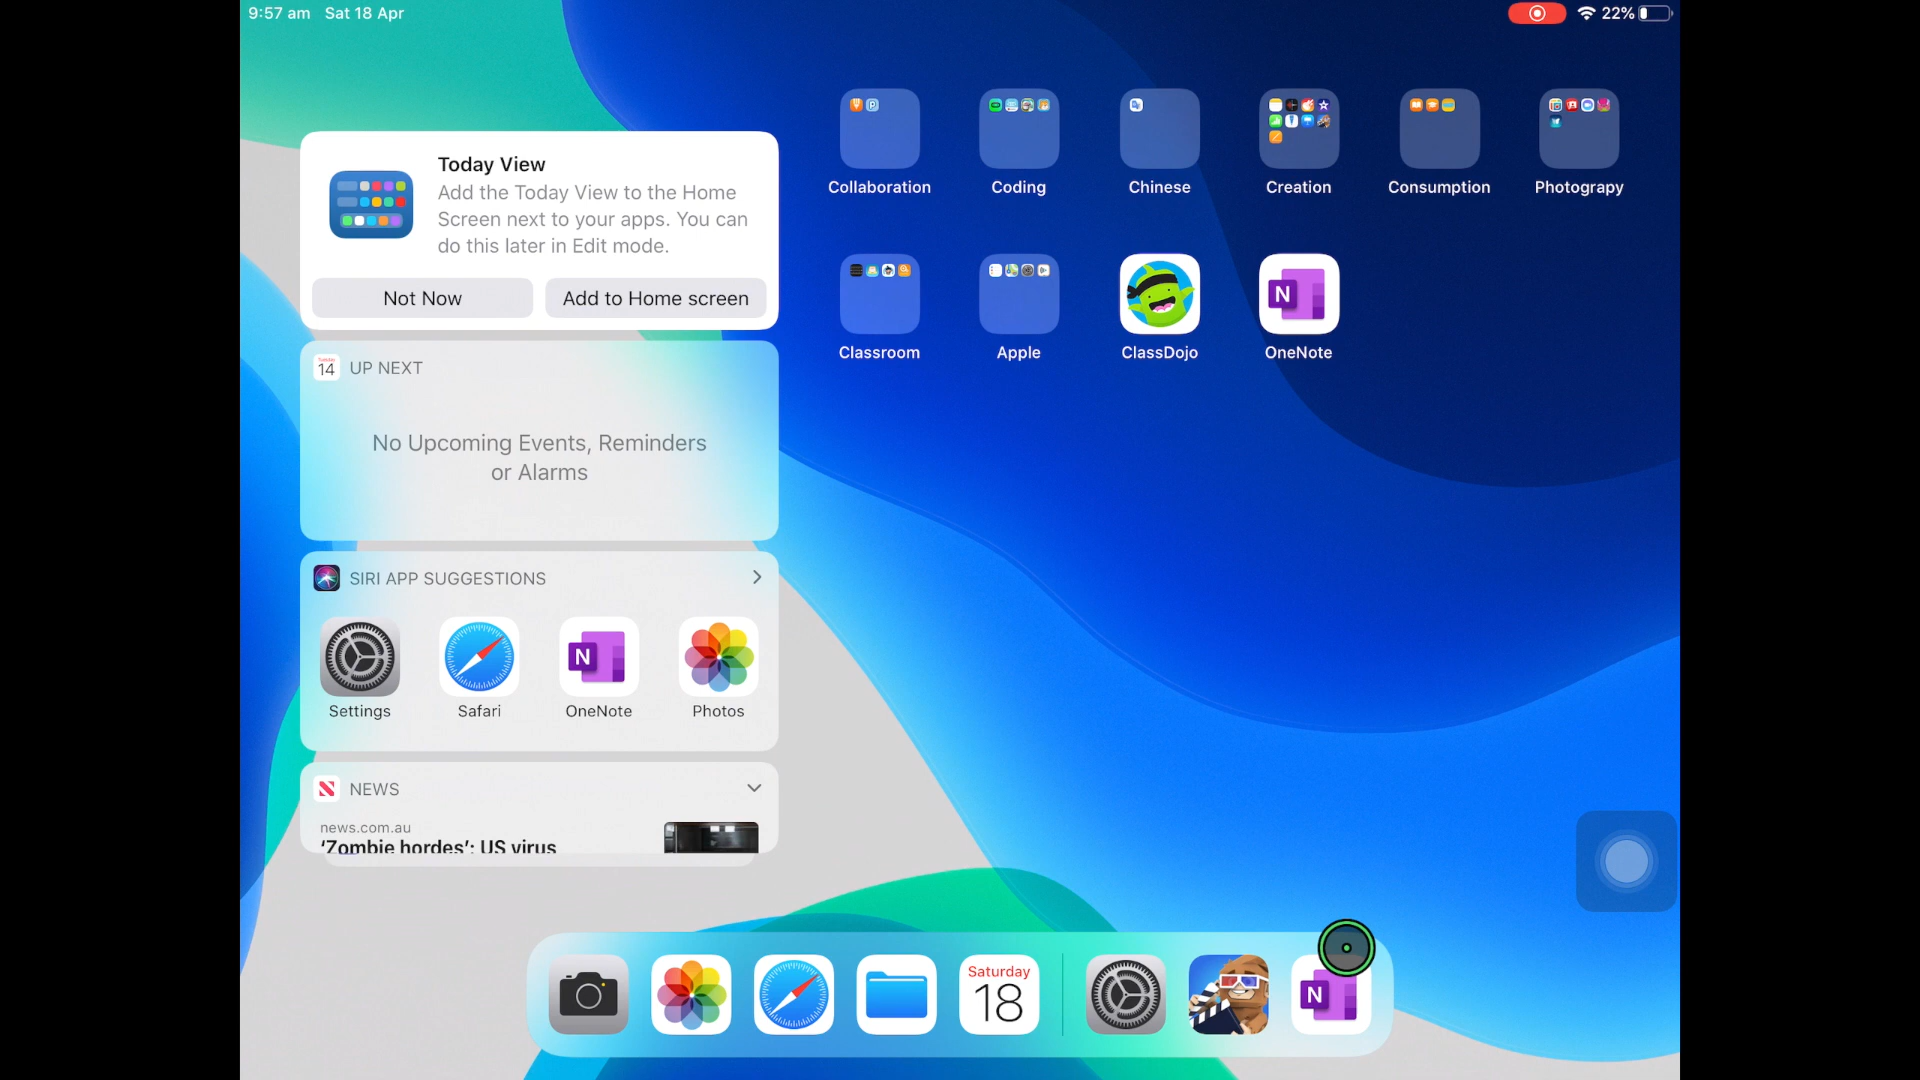 9:57 am Sat 18 Apr
22%
Today View
Add the Today View to the Home
Screen next to your apps. You can
do this later in Edit mode.
Not Now
Add to Home screen
Tuesday
14
UP NEXT
No Upcoming Events, Reminders
or Alarms
SIRI APP SUGGESTIONS
N
Settings
Safari
OneNote
Photos
NEWS
news.com.au
‘Zombie hordes’: US virus
Collaboration
Coding
Chinese
Creation
Consumption
Photograpy
N
Classroom
Apple
ClassDojo
OneNote
Saturday
18
N